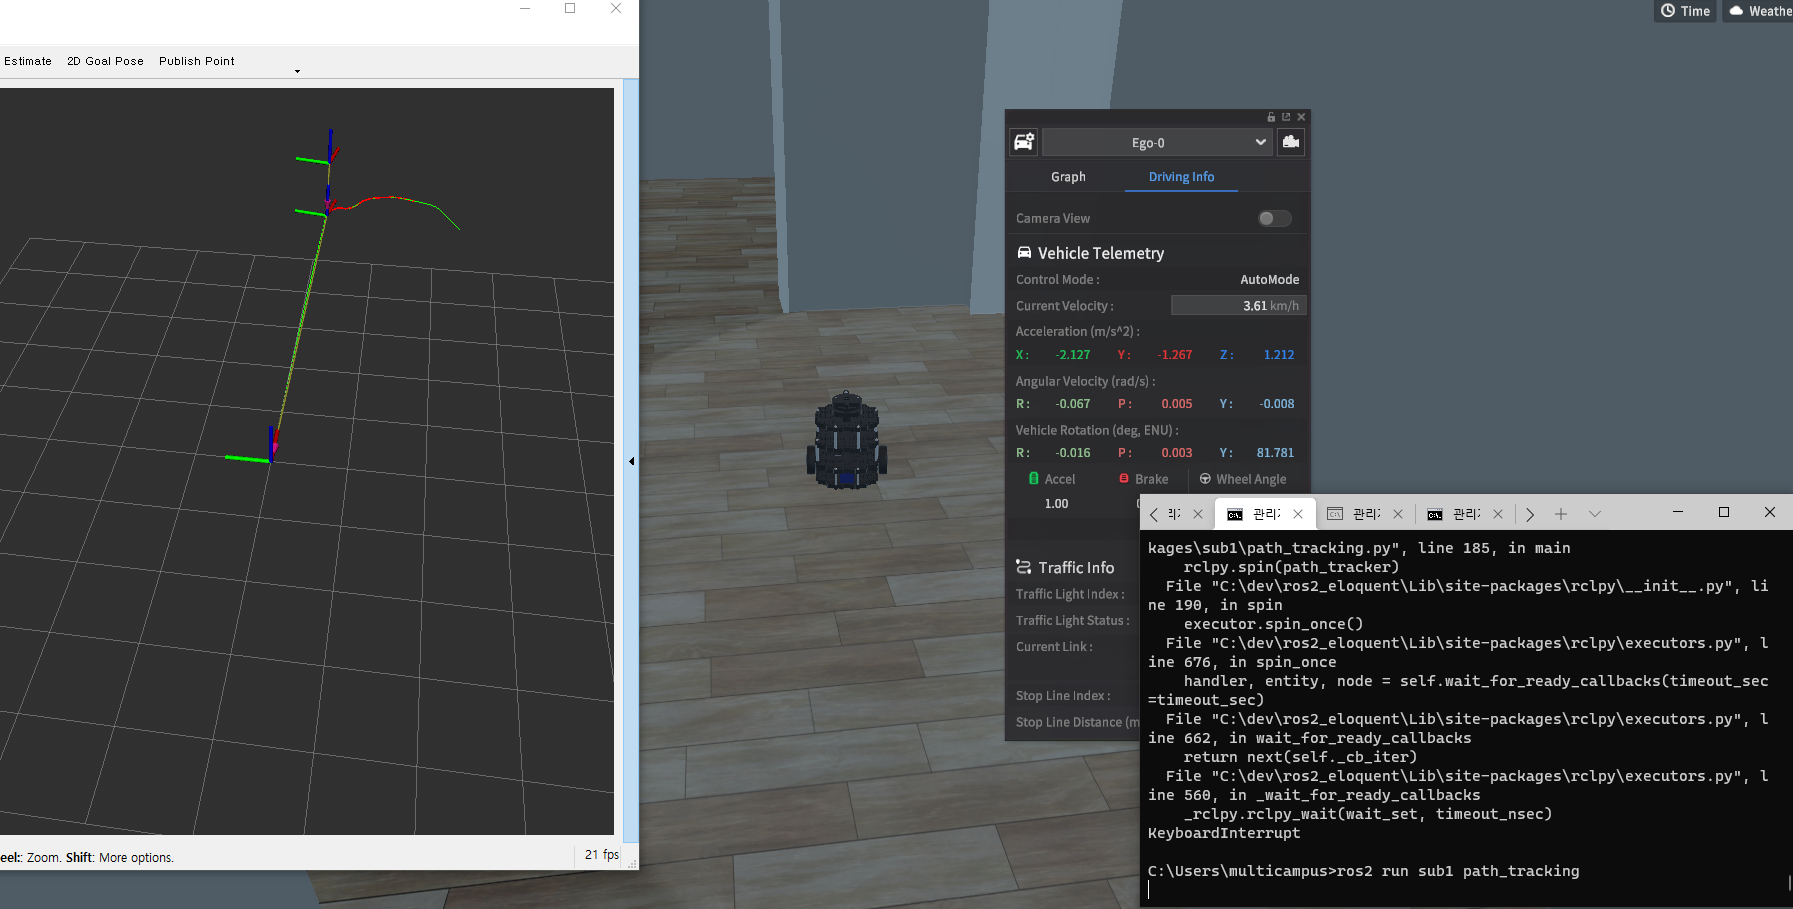 Estimate 2D Goal Pose Publish Point
eel:: Zoom. Shift: More options.
21 fps
Time
Weathe
Ego-0
Graph Driving Info
Camera View
Vehicle Telemetry
Control Mode : AutoMode
Current Velocity : 3.61 km/h
Acceleration (m/s^2) :
X : -2.127 Y : -1.267 Z : 1.212
Angular Velocity (rad/s) :
R : -0.067 P : 0.005 Y : -0.008
Vehicle Rotation (deg, ENU) :
R : -0.016 P : 0.003 Y : 81.781
Accel Brake Wheel Angle
1.00
Traffic Info
Traffic Light Index :
Traffic Light Status :
Current Link :
Stop Line Index :
Stop Line Distance (m
관리 관리 관리
kages\sub1\path_tracking.py", line 185, in main
rclpy.spin(path_tracker)
File "C:\dev\ros2_eloquent\Lib\site-packages\rclpy\__init__.py", li
ne 190, in spin
executor.spin_once()
File "C:\dev\ros2_eloquent\Lib\site-packages\rclpy\executors.py", l
ine 676, in spin_once
handler, entity, node = self.wait_for_ready_callbacks(timeout_sec
=timeout_sec)
File "C:\dev\ros2_eloquent\Lib\site-packages\rclpy\executors.py", l
ine 662, in wait_for_ready_callbacks
return next(self._cb_iter)
File "C:\dev\ros2_eloquent\Lib\site-packages\rclpy\executors.py", l
ine 560, in _wait_for_ready_callbacks
_rclpy.rclpy_wait(wait_set, timeout_nsec)
KeyboardInterrupt
C:\Users\multicampus>ros2 run sub1 path_tracking